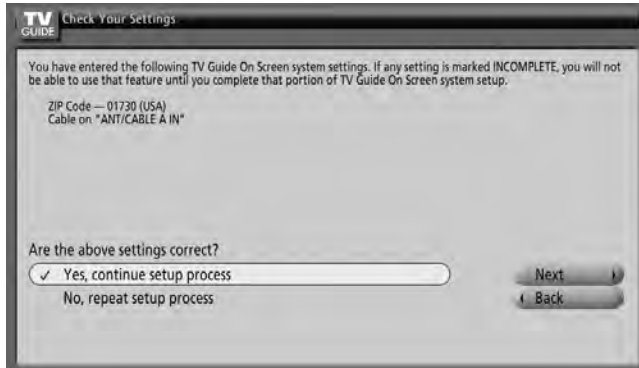 TV
GUIDE
Check Your Settings
You have entered the following TV Guide On Screen system settings. If any setting is marked INCOMPLETE, you will not
be able to use that feature until you complete that portion of TV Guide On Screen system setup.
ZIP Code — 01730 (USA)
Cable on "ANT/CABLE A IN"
Are the above settings correct?
✓ Yes, continue setup process
No, repeat setup process
Next
Back